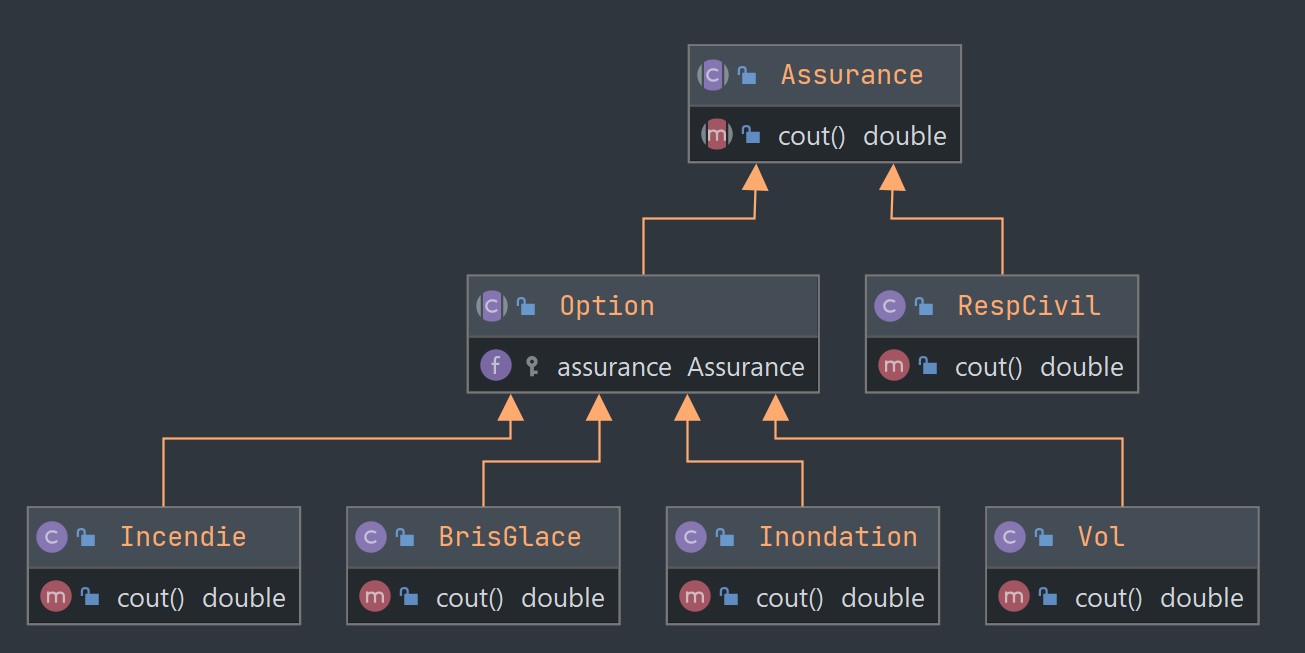 C Assurance
m cout() double
C Option
f assurance Assurance
C RespCivil
m cout() double
C Incendie
m cout() double
C BrisGlace
m cout() double
C Inondation
m cout() double
C Vol
m cout() double